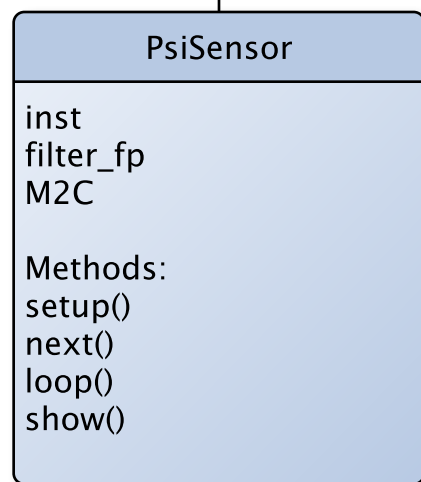 PsiSensor
inst
filter_fp
M2C
Methods:
setup()
next()
loop()
show()